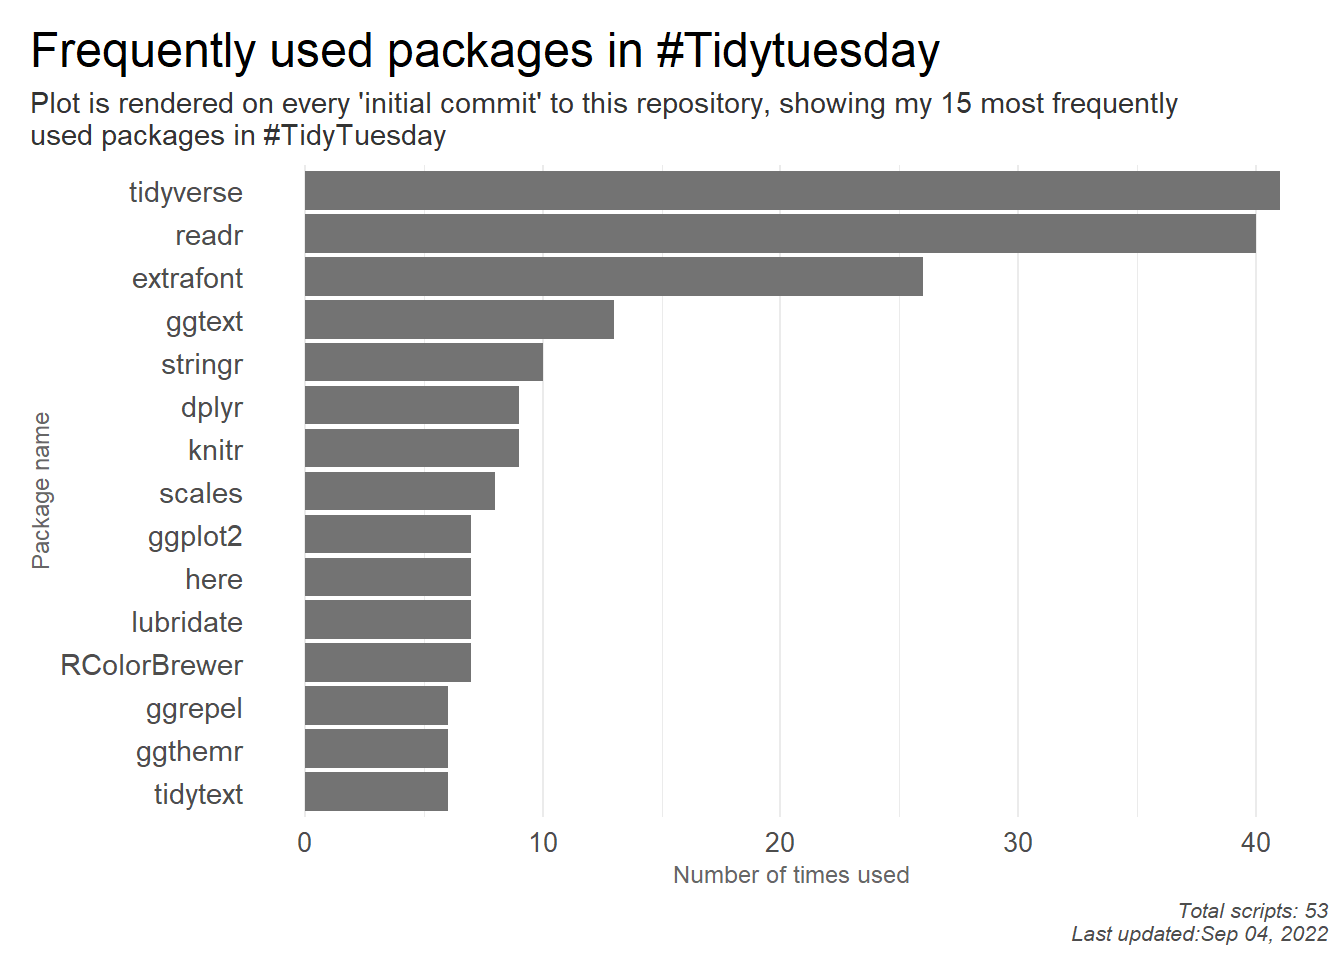 Frequently used packages in #Tidytuesday
Plot is rendered on every 'initial commit' to this repository, showing my 15 most frequently
used packages in #TidyTuesday
Package name
tidyverse
readr
extrafont
ggtext
stringr
dplyr
knitr
scales
ggplot2
here
lubridate
RColorBrewer
ggrepel
ggthemr
tidytext
0 10 20 30 40
Number of times used
Total scripts: 53
Last updated:Sep 04, 2022